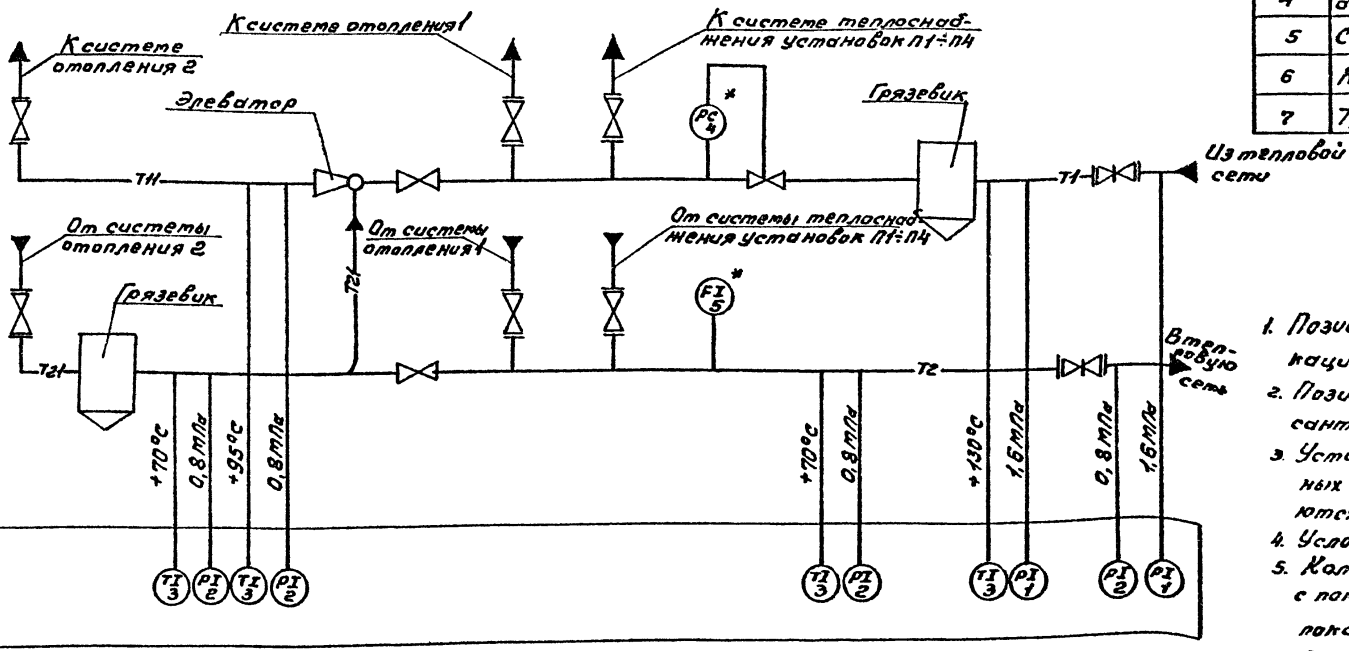 К системе
отопления 2
К системе отопления 1
К системе теплоснаб-
жения установок П1÷П4
Элеватор
Грязевик
PC
4
*
Из тепловой
сети
Т11
Т1
От системы
отопления 2
От системы
отопления 1
От системы теплоснаб-
жения установок П1÷П4
Грязевик
Т21
FI
5
*
В теп-
ловую
сеть
Т21
Т2
+70°С
0,8 МПа
+95°С
0,8 МПа
+70°С
0,8 МПа
+130°С
1,6 МПа
0,8 МПа
1,6 МПа
TI
3
PI
2
TI
3
PI
2
TI
3
PI
2
TI
3
PI
1
PI
2
PI
1
4
5 С
6
7
1. Пози
каци
2. Пози
сант
3. Уста
ных
ютс
4. Усло
5. Кол
с по
пока